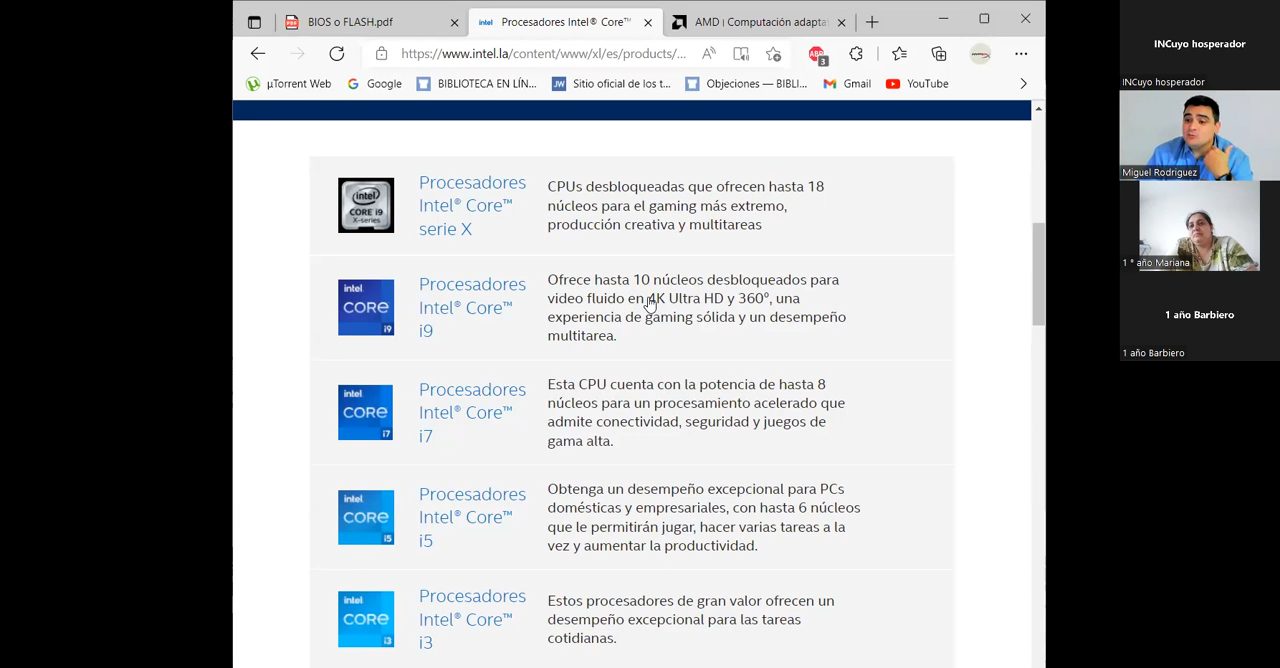 BIOS o FLASH.pdf
Procesadores Intel® Core™
AMD | Computación adapta
https://www.intel.la/content/www/xl/es/products/...
3
µTorrent Web
Google
BIBLIOTECA EN LÍN...
Sitio oficial de los t...
Objeciones — BIBLI...
Gmail
YouTube
intel
CORE i9
X-series
Procesadores
Intel® Core™
serie X
CPUs desbloqueadas que ofrecen hasta 18
núcleos para el gaming más extremo,
producción creativa y multitareas
intel
CORE
i9
Procesadores
Intel® Core™
i9
Ofrece hasta 10 núcleos desbloqueados para
video fluido en 4K Ultra HD y 360°, una
experiencia de gaming sólida y un desempeño
multitarea.
intel
CORE
i7
Procesadores
Intel® Core™
i7
Esta CPU cuenta con la potencia de hasta 8
núcleos para un procesamiento acelerado que
admite conectividad, seguridad y juegos de
gama alta.
intel
CORE
i5
Procesadores
Intel® Core™
i5
Obtenga un desempeño excepcional para PCs
domésticas y empresariales, con hasta 6 núcleos
que le permitirán jugar, hacer varias tareas a la
vez y aumentar la productividad.
intel
CORE
i3
Procesadores
Intel® Core™
i3
Estos procesadores de gran valor ofrecen un
desempeño excepcional para las tareas
cotidianas.
INCuyo hosperador
INCuyo hosperador
Miguel Rodriguez
1 ° año Mariana
1 año Barbiero
1 año Barbiero